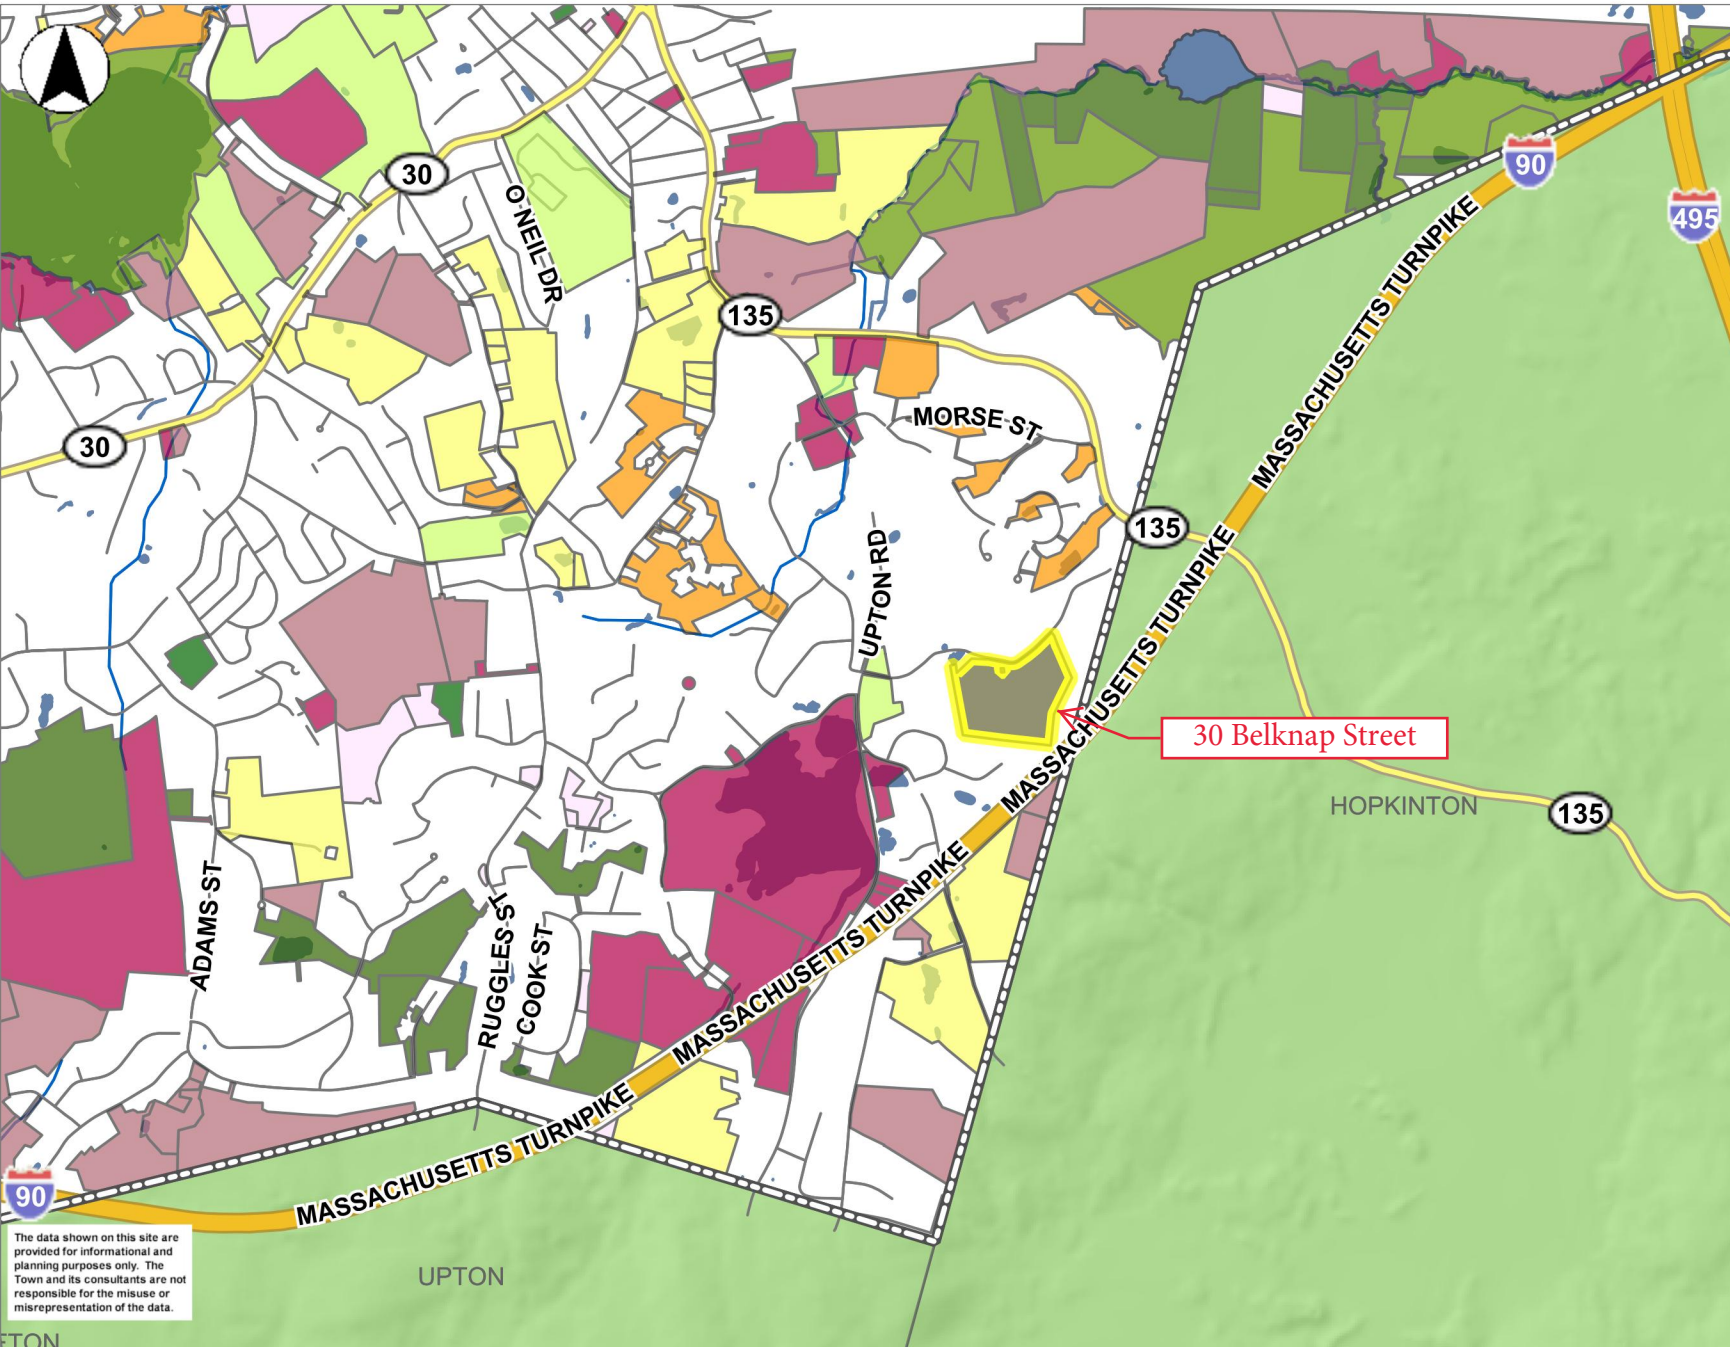 30
O NEIL DR
90
495
MASSACHUSETTS TURNPIKE
135
30
MORSE ST
135
UPTON RD
MASSACHUSETTS TURNPIKE
30 Belknap Street
MASSACHUSETTS TURNPIKE
HOPKINTON
135
ADAMS ST
RUGGLES ST
COOK ST
MASSACHUSETTS TURNPIKE
MASSACHUSETTS TURNPIKE
90
The data shown on this site are
provided for informational and
planning purposes only. The
Town and its consultants are not
responsible for the misuse or
misrepresentation of the data.
UPTON